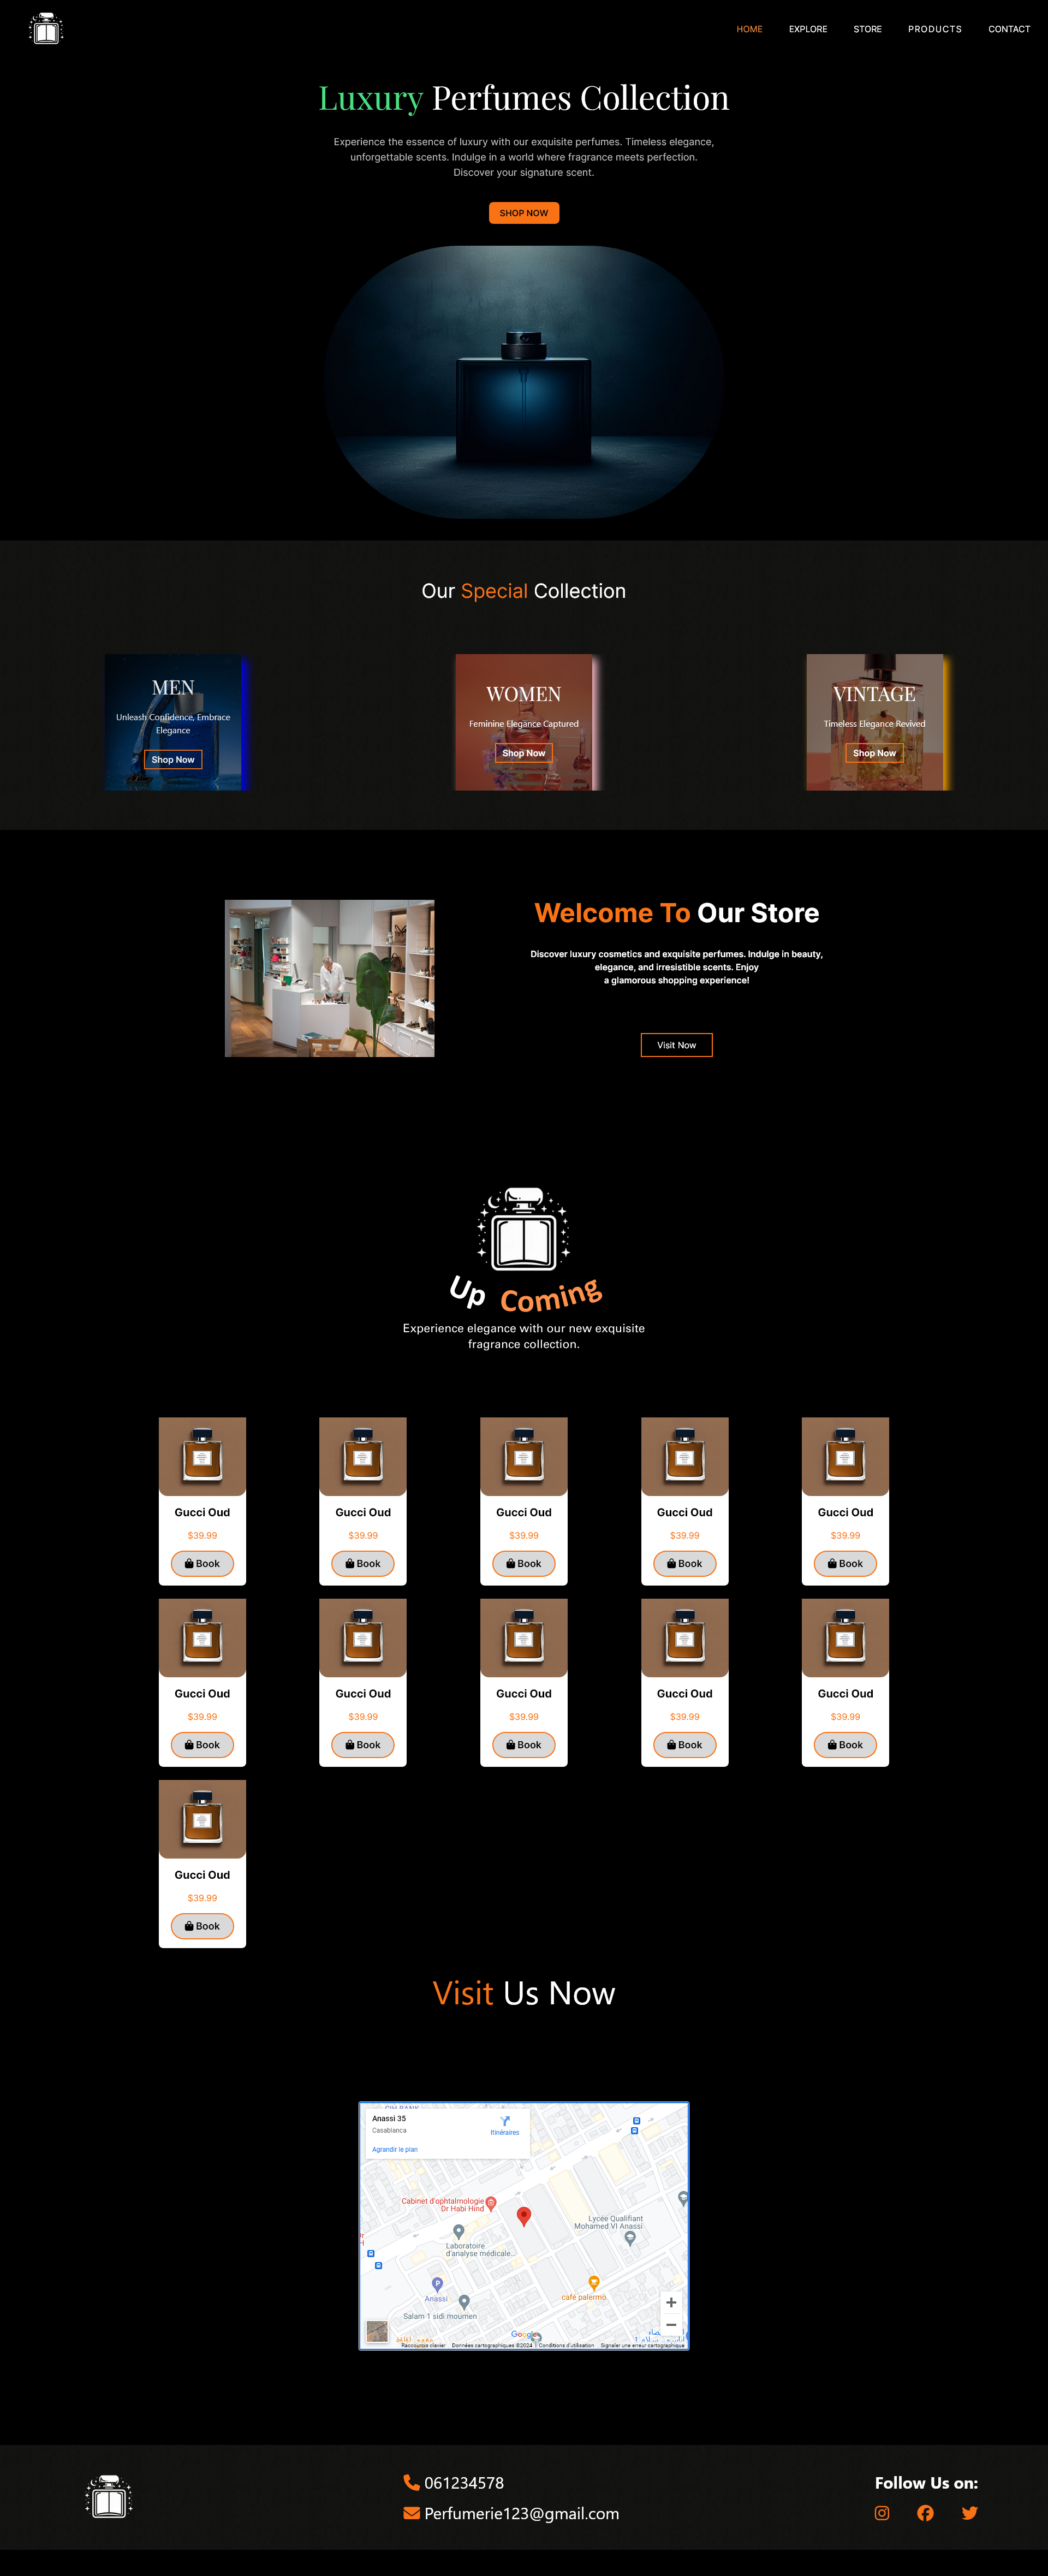 HOME EXPLORE STORE PRODUCTS CONTACT
Luxury Perfumes Collection
Experience the essence of luxury with our exquisite perfumes. Timeless elegance,
unforgettable scents. Indulge in a world where fragrance meets perfection.
Discover your signature scent.
SHOP NOW
Our Special Collection
MEN
Unleash Confidence, Embrace
Elegance
Shop Now
WOMEN
Feminine Elegance Captured
Shop Now
VINTAGE
Timeless Elegance Revived
Shop Now
Welcome To Our Store
Discover luxury cosmetics and exquisite perfumes. Indulge in beauty,
elegance, and irresistible scents. Enjoy
a glamorous shopping experience!
Visit Now
Up Coming
Experience elegance with our new exquisite
fragrance collection.
Gucci Oud Gucci Oud Gucci Oud Gucci Oud Gucci Oud
$39.99 $39.99 $39.99 $39.99 $39.99
Book Book Book Book Book
Gucci Oud Gucci Oud Gucci Oud Gucci Oud Gucci Oud
$39.99 $39.99 $39.99 $39.99 $39.99
Book Book Book Book Book
Gucci Oud
$39.99
Book
Visit Us Now
Anassi 35
Casablanca
Itinéraires
Agrandir le plan
Cabinet d'ophtalmologie
Dr Habi Hind
Lycée Qualifiant
Mohamed VI Anassi
Laboratoire
d'analyse médicale...
Anassi
café palermo
Salam 1 sidi moumen
Google
Raccourcis clavier Données cartographiques ©2024 Conditions d'utilisation Signaler une erreur cartographique
061234578
Perfumerie123@gmail.com
Follow Us on: